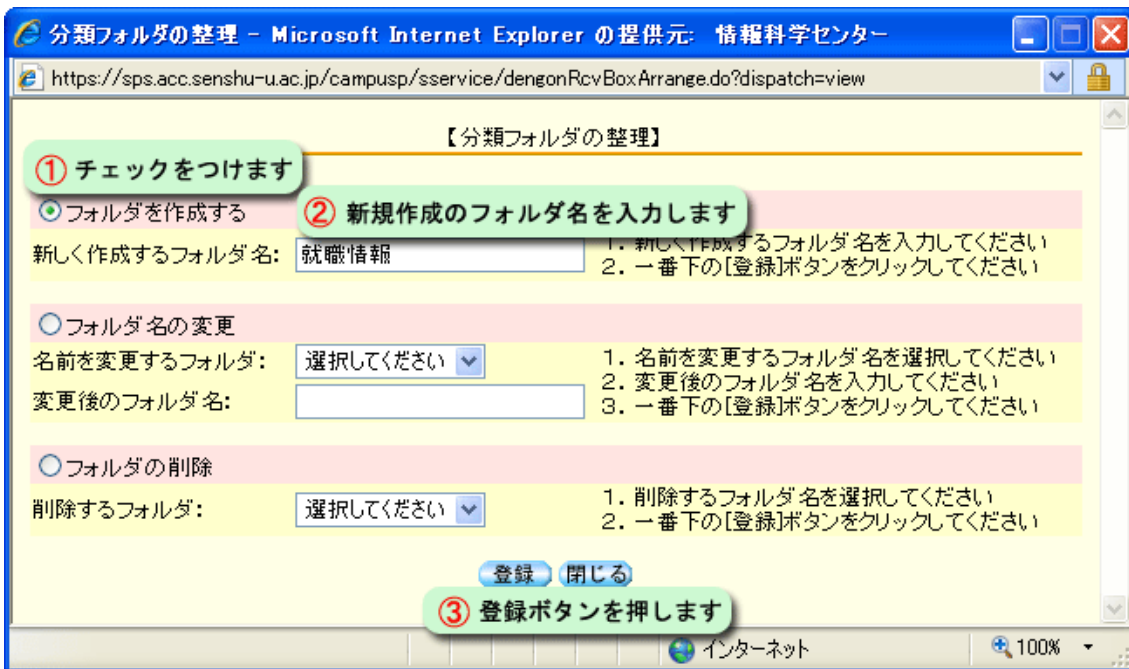 分類フォルダの整理 - Microsoft Internet Explorer の提供元: 情報科学センター
https://sps.acc.senshu-u.ac.jp/campusp/sservice/dengonRcvBoxArrange.do?dispatch=view
【分類フォルダの整理】
① チェックをつけます
フォルダを作成する
② 新規作成のフォルダ名を入力します
新しく作成するフォルダ名: 就職情報
1. 新しく作成するフォルダ名を入力してください
2. 一番下の[登録]ボタンをクリックしてください
フォルダ名の変更
名前を変更するフォルダ: 選択してください
変更後のフォルダ名:
1. 名前を変更するフォルダ名を選択してください
2. 変更後のフォルダ名を入力してください
3. 一番下の[登録]ボタンをクリックしてください
フォルダの削除
削除するフォルダ: 選択してください
1. 削除するフォルダ名を選択してください
2. 一番下の[登録]ボタンをクリックしてください
登録 閉じる
③ 登録ボタンを押します
インターネット 100%